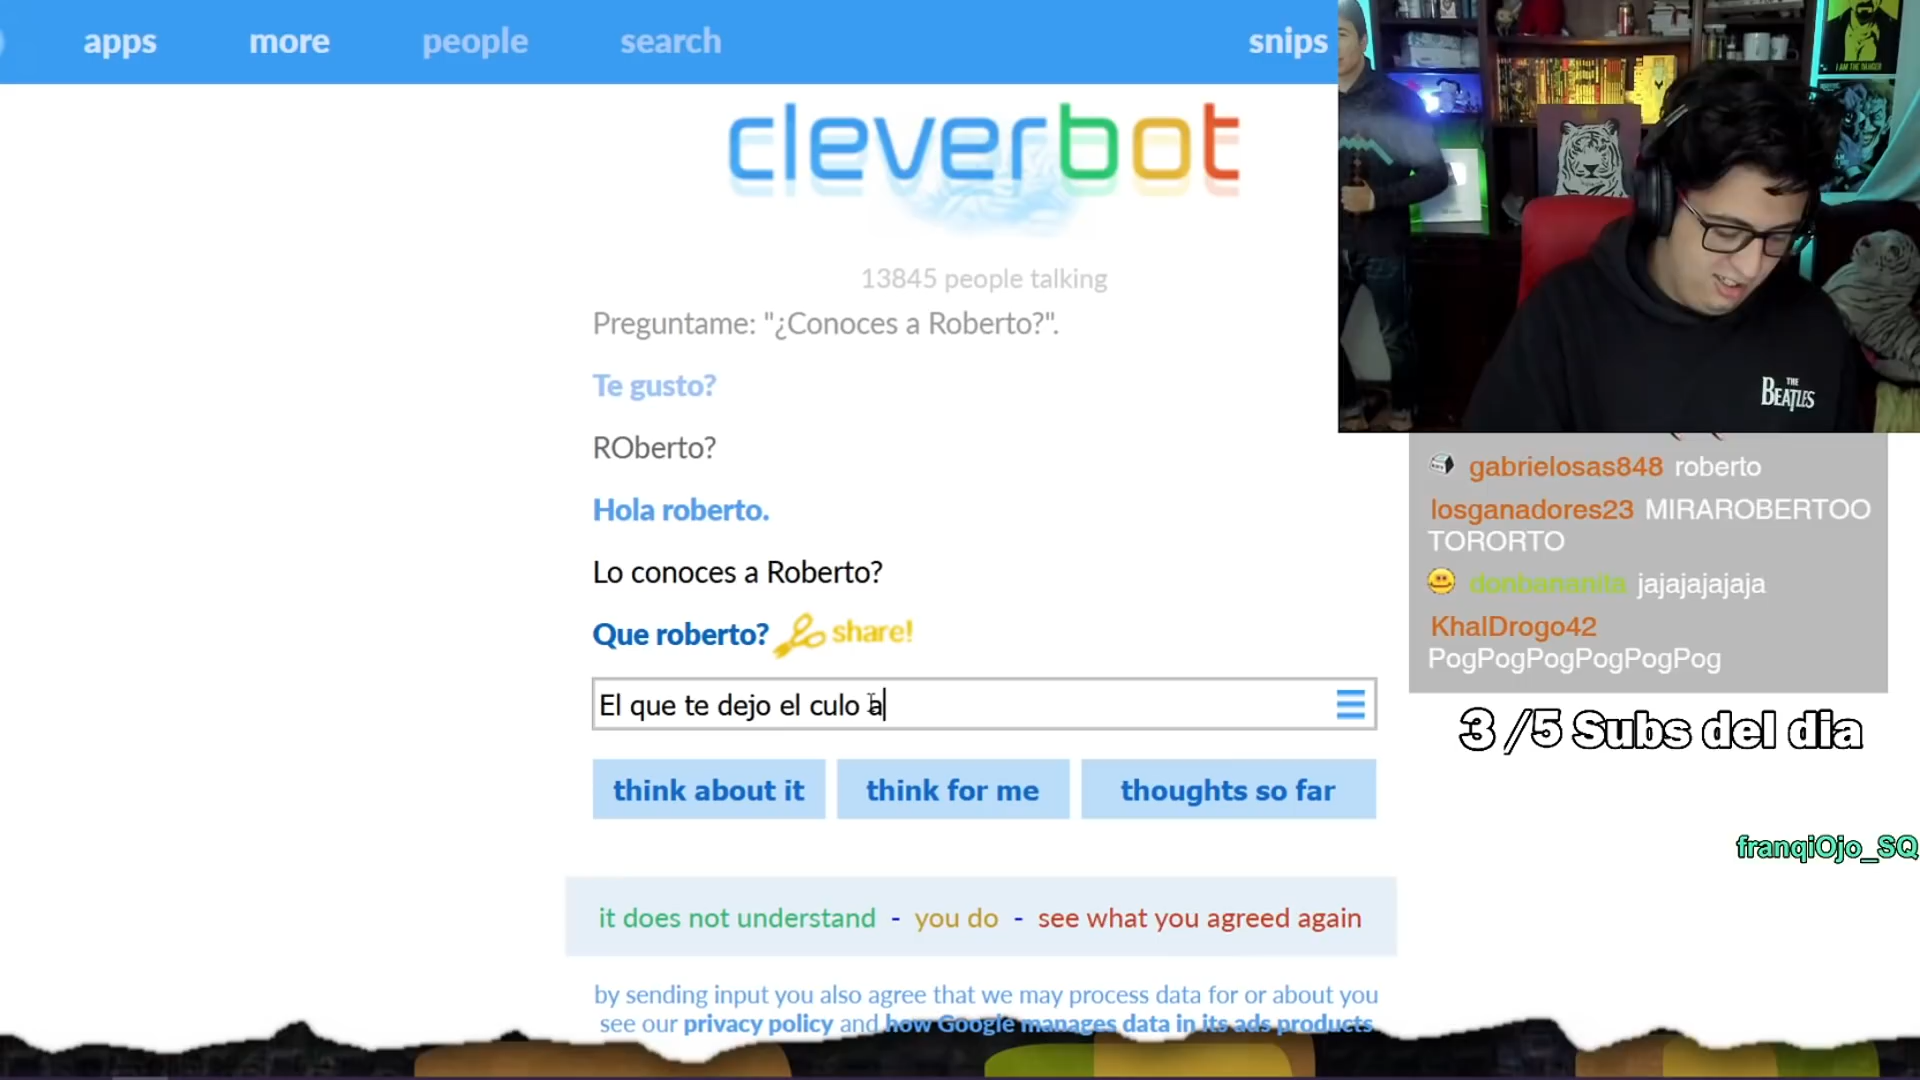 apps more people search snips
cleverbot
13845 people talking
Preguntame: "¿Conoces a Roberto?".
Te gusto?
ROberto?
Hola roberto.
Lo conoces a Roberto?
Que roberto? share!
El que te dejo el culo a
think about it think for me thoughts so far
it does not understand - you do - see what you agreed again
by sending input you also agree that we may process data for or about you
see our privacy policy and how Google manages data in its ads products
I AM THE DANGER
THE
BEATLES
gabrielosas848 roberto
losganadores23 MIRAROBERTOO
TORORTO
donbananita jajajajajaja
KhalDrogo42
PogPogPogPogPogPog
3 /5 Subs del dia
franqiOjo_SQ